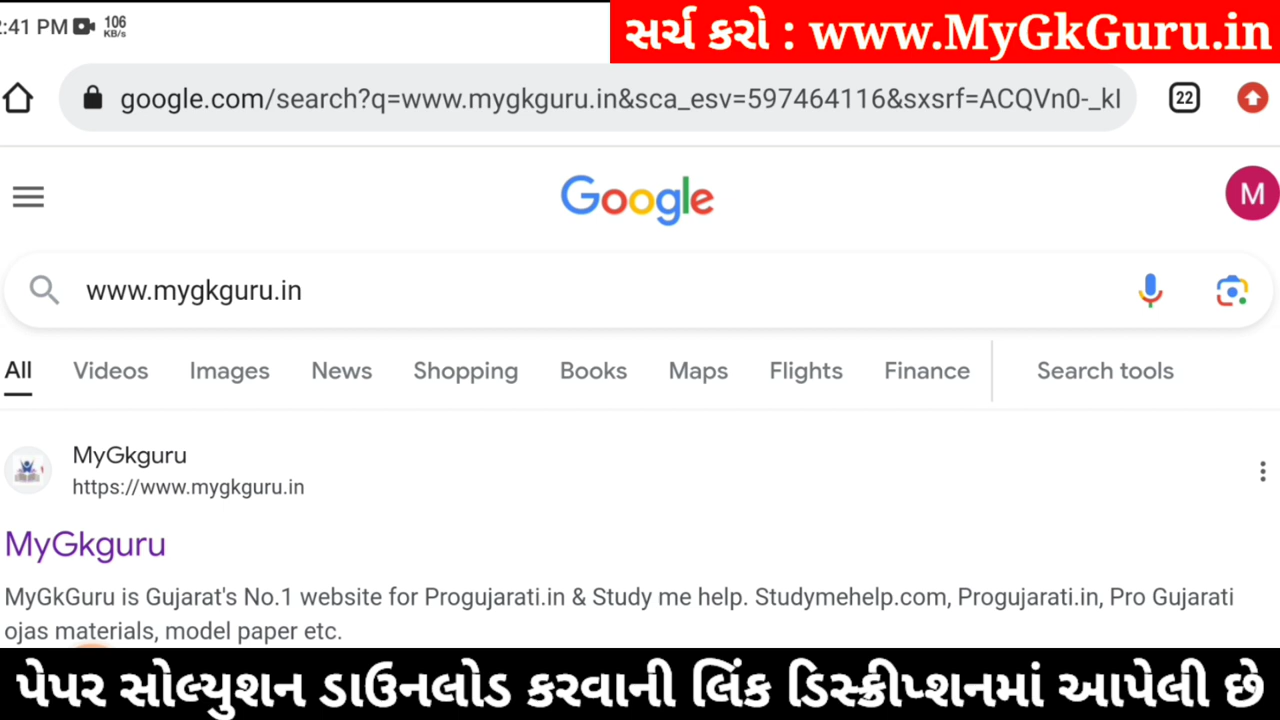 :41 PM 106 KB/s
સર્ચ કરો : www.MyGkGuru.in
google.com/search?q=www.mygkguru.in&sca_esv=597464116&sxsrf=ACQVn0-_kI
22
Google
M
www.mygkguru.in
All Videos Images News Shopping Books Maps Flights Finance Search tools
MyGkguru
https://www.mygkguru.in
MyGkguru
MyGkGuru is Gujarat's No.1 website for Progujarati.in & Study me help. Studymehelp.com, Progujarati.in, Pro Gujarati
ojas materials, model paper etc.
પેપર સોલ્યુશન ડાઉનલોડ કરવાની લિંક ડિસ્ક્રીપ્શનમાં આપેલી છે